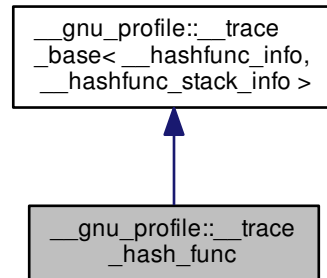 __gnu_profile::__trace
_base< __hashfunc_info,
__hashfunc_stack_info >
__gnu_profile::__trace
_hash_func